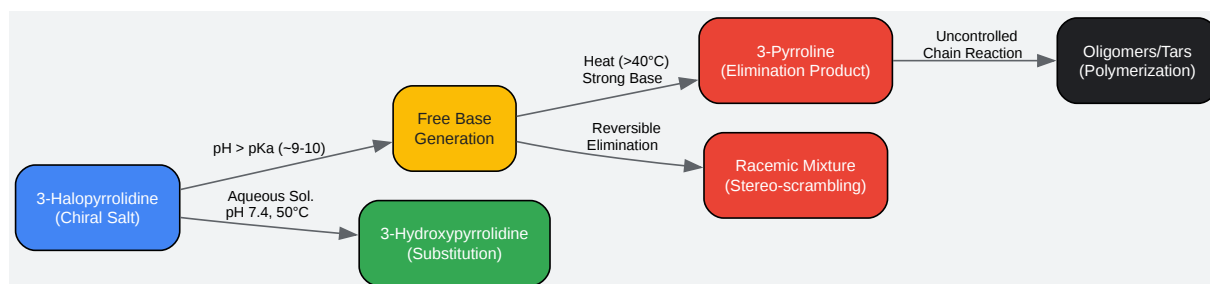 3-Halopyrrolidine
(Chiral Salt)
pH > pKa (~9-10)
Aqueous Sol.
pH 7.4, 50°C
Free Base
Generation
3-Hydroxypyrrolidine
(Substitution)
Heat (>40°C)
Strong Base
Reversible
Elimination
3-Pyrroline
(Elimination Product)
Racemic Mixture
(Stereo-scrambling)
Uncontrolled
Chain Reaction
Oligomers/Tars
(Polymerization)